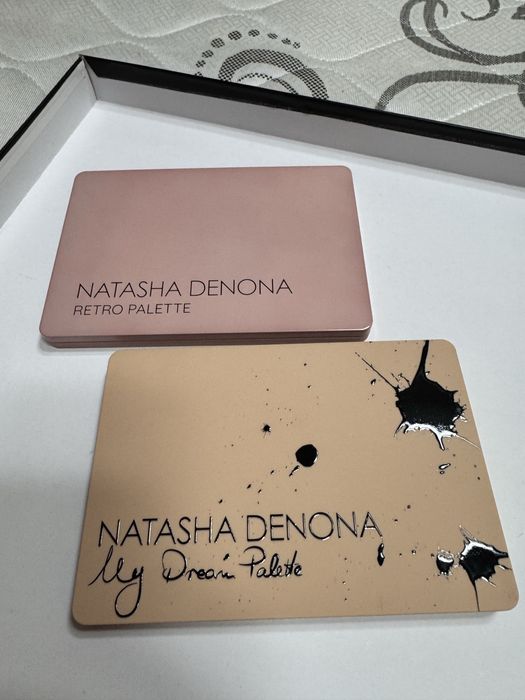 NATASHA DENONA
RETRO PALETTE
NATASHA DENONA
My Dream Palette